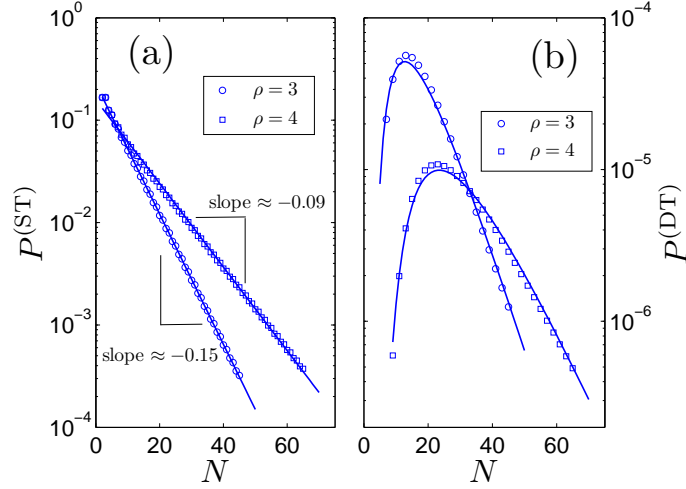 (a)
(b)
ρ = 3
ρ = 4
ρ = 3
ρ = 4
slope ≈ −0.09
slope ≈ −0.15
P^(ST)
P^(DT)
10^0
10^−1
10^−2
10^−3
10^−4
10^−4
10^−5
10^−6
0 20 40 60
0 20 40 60
N
N